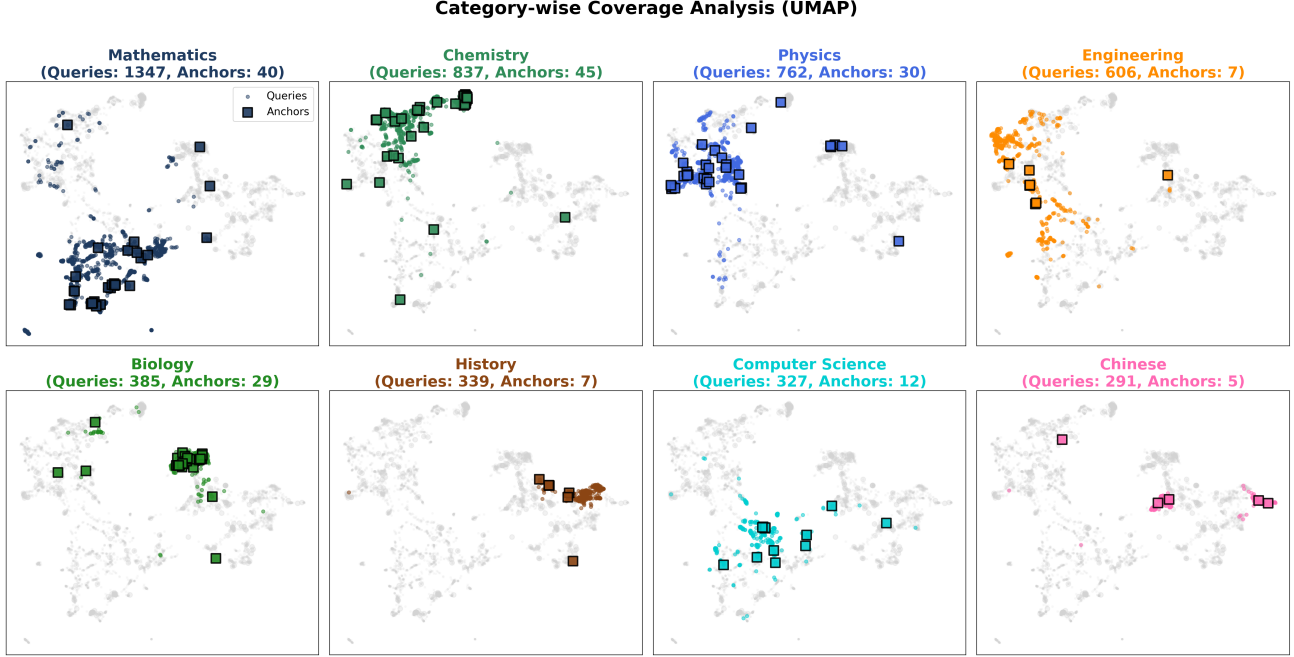 Category-wise Coverage Analysis (UMAP)
Mathematics
(Queries: 1347, Anchors: 40)
Queries
Anchors
Chemistry
(Queries: 837, Anchors: 45)
Physics
(Queries: 762, Anchors: 30)
Engineering
(Queries: 606, Anchors: 7)
Biology
(Queries: 385, Anchors: 29)
History
(Queries: 339, Anchors: 7)
Computer Science
(Queries: 327, Anchors: 12)
Chinese
(Queries: 291, Anchors: 5)